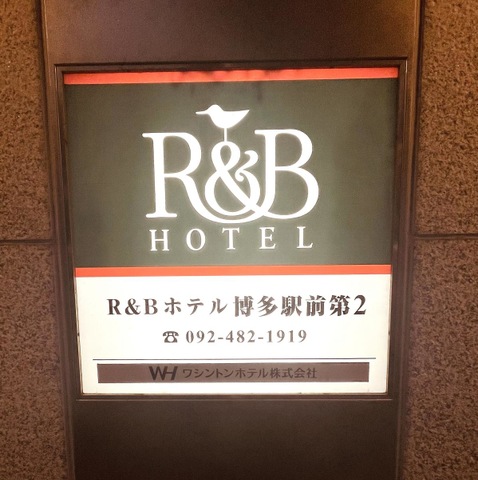 R&B
HOTEL
R&Bホテル 博多駅前第2
☎ 092-482-1919
WH ワシントンホテル株式会社